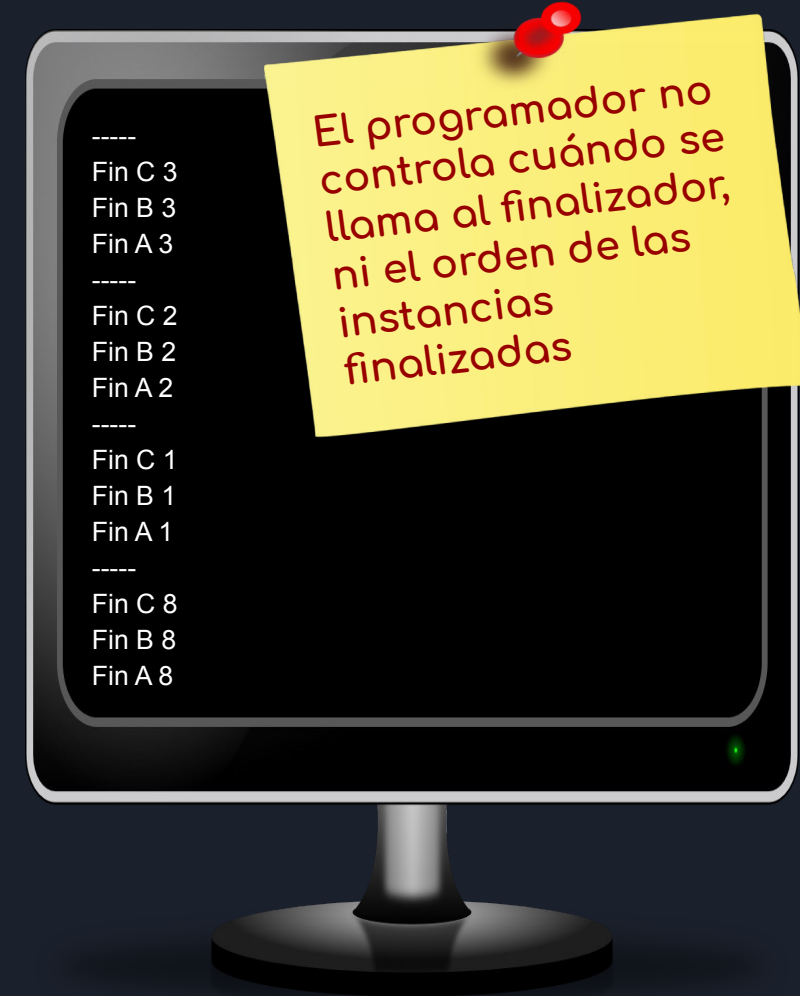 -----
Fin C 3
Fin B 3
Fin A 3
-----
Fin C 2
Fin B 2
Fin A 2
-----
Fin C 1
Fin B 1
Fin A 1
-----
Fin C 8
Fin B 8
Fin A 8
El programador no
controla cuándo se
llama al finalizador,
ni el orden de las
instancias
finalizadas